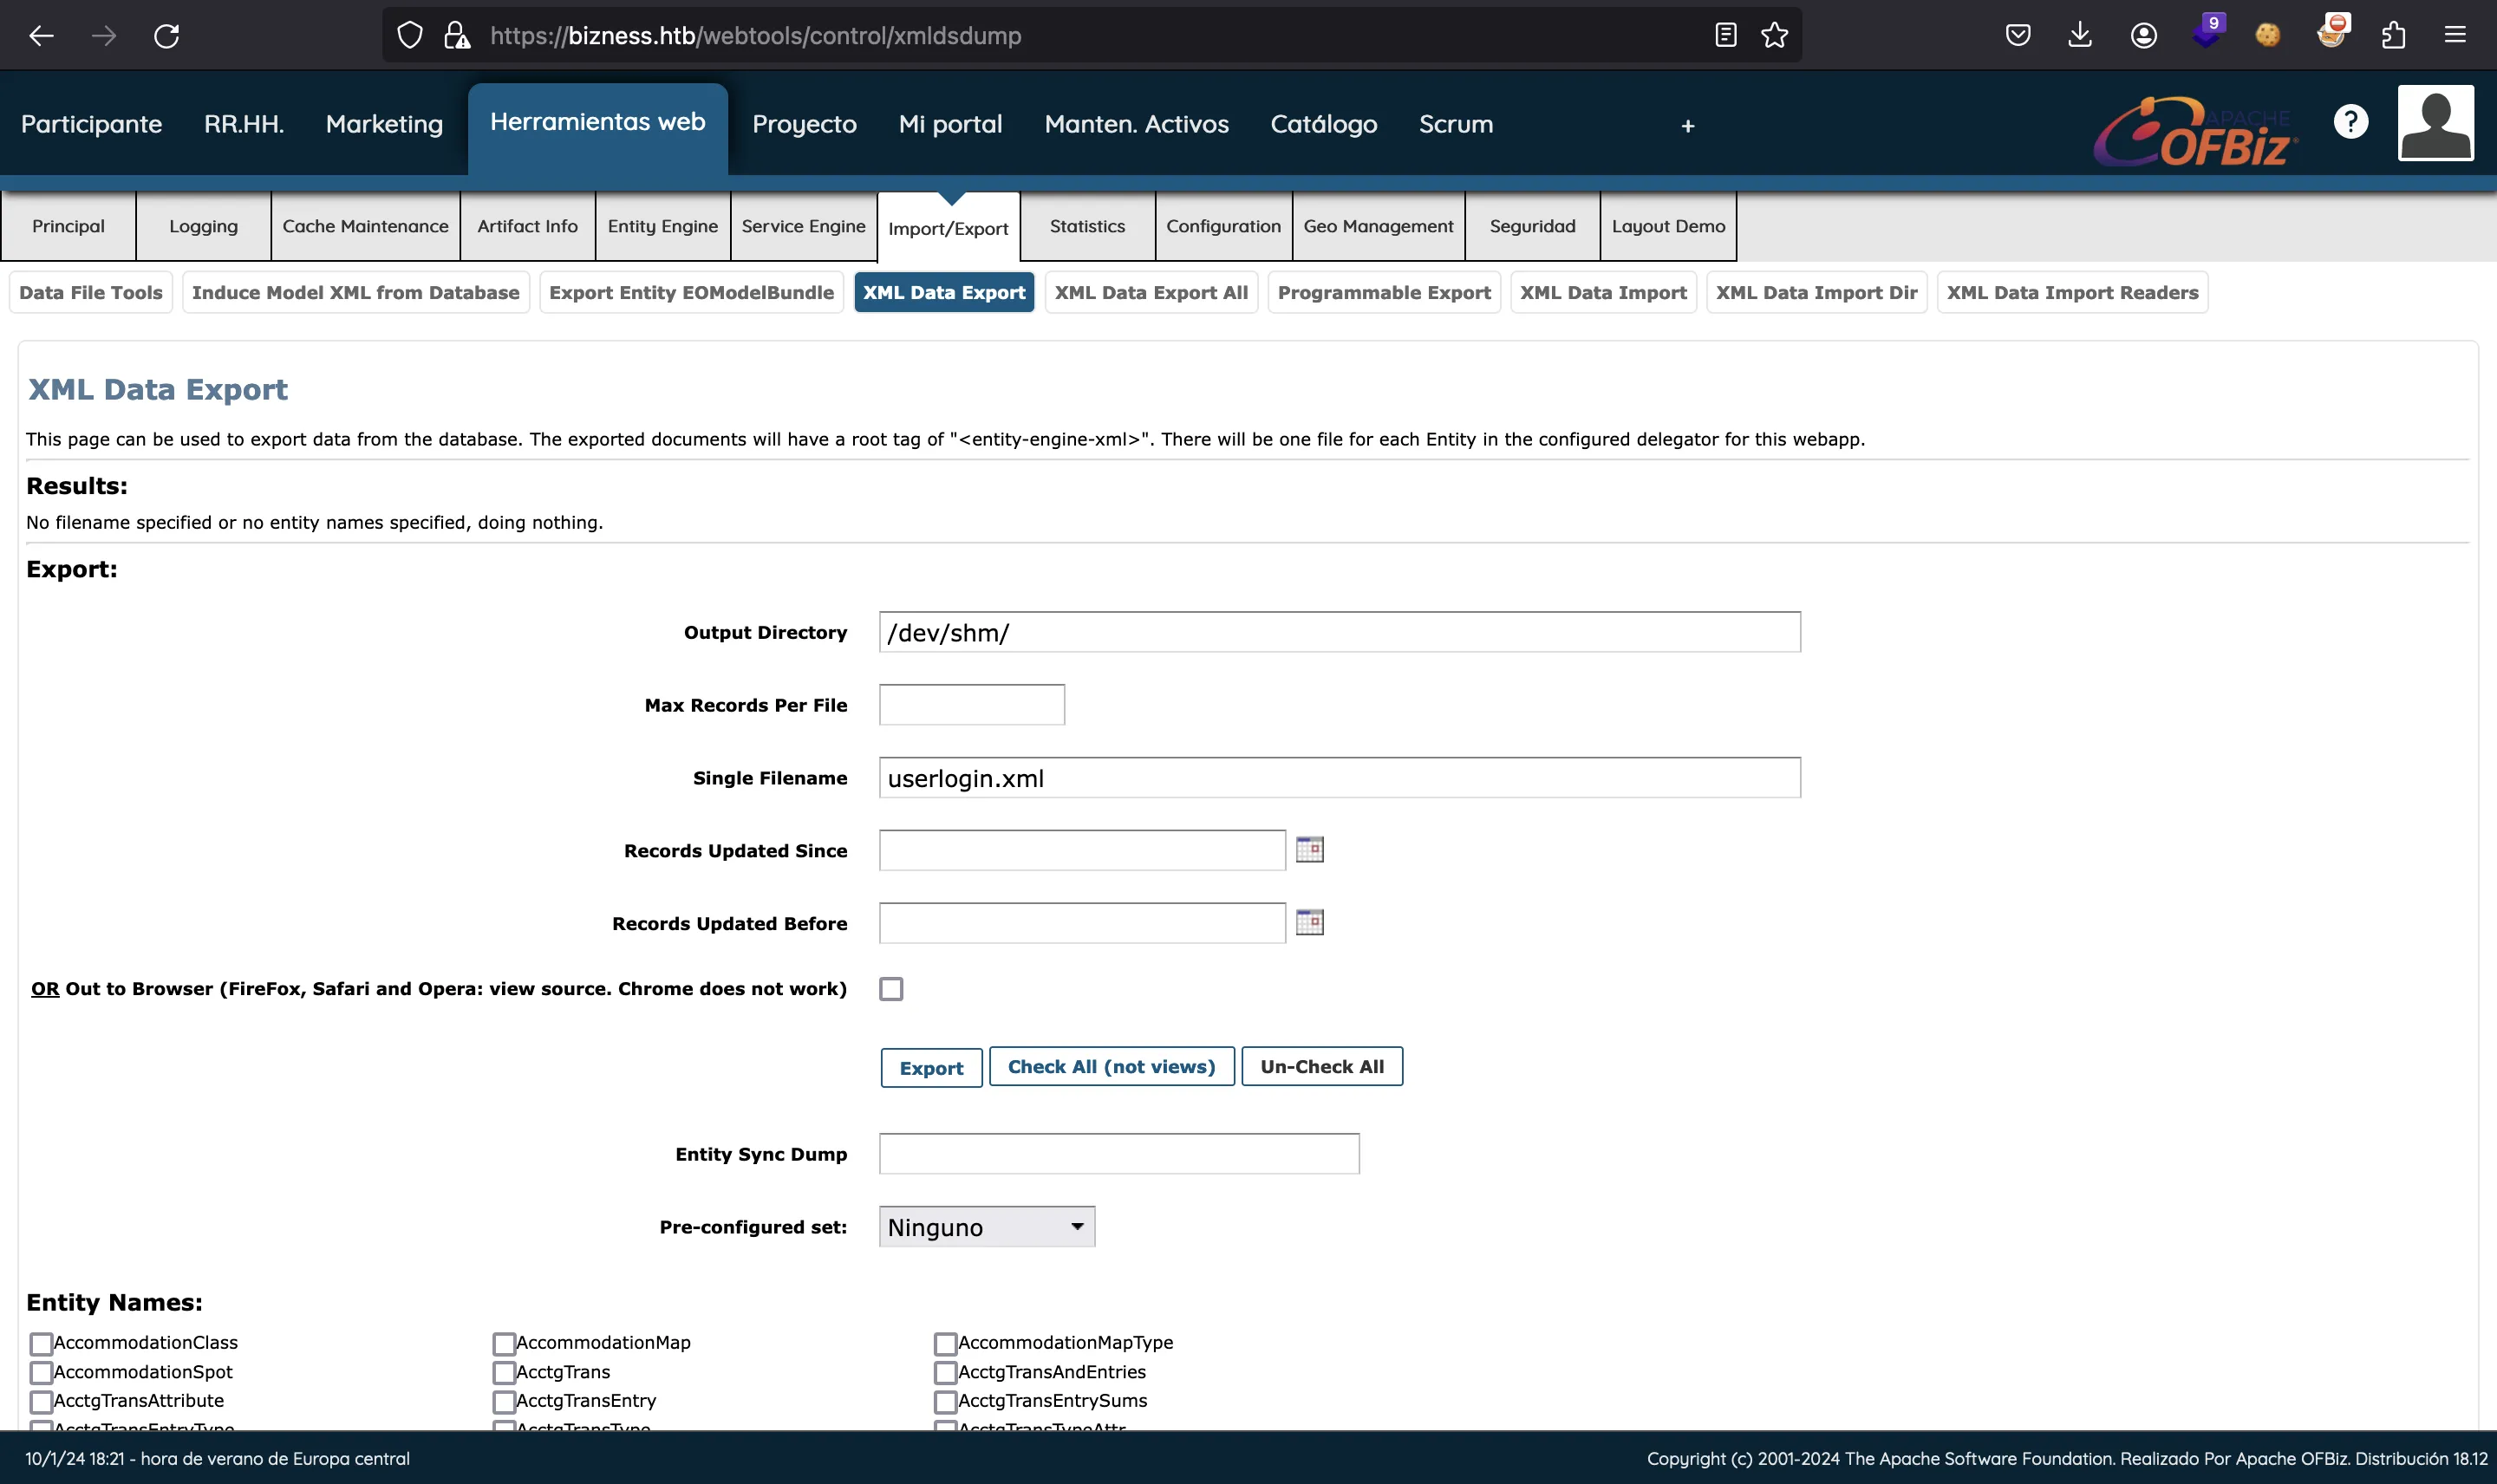 https://bizness.htb/webtools/control/xmldsdump
9
Participante RR.HH. Marketing Herramientas web Proyecto Mi portal Manten. Activos Catálogo Scrum +
APACHE
OFBiz
?
Principal Logging Cache Maintenance Artifact Info Entity Engine Service Engine Import/Export Statistics Configuration Geo Management Seguridad Layout Demo
Data File Tools Induce Model XML from Database Export Entity EOModelBundle XML Data Export XML Data Export All Programmable Export XML Data Import XML Data Import Dir XML Data Import Readers
XML Data Export
This page can be used to export data from the database. The exported documents will have a root tag of "<entity-engine-xml>". There will be one file for each Entity in the configured delegator for this webapp.
Results:
No filename specified or no entity names specified, doing nothing.
Export:
Output Directory /dev/shm/
Max Records Per File
Single Filename userlogin.xml
Records Updated Since
Records Updated Before
OR Out to Browser (FireFox, Safari and Opera: view source. Chrome does not work)
Export Check All (not views) Un-Check All
Entity Sync Dump
Pre-configured set: Ninguno
Entity Names:
AccommodationClass AccommodationMap AccommodationMapType
AccommodationSpot AcctgTrans AcctgTransAndEntries
AcctgTransAttribute AcctgTransEntry AcctgTransEntrySums
AcctgTransEntryType AcctgTransType AcctgTransTypeAttr
10/1/24 18:21 - hora de verano de Europa central
Copyright (c) 2001-2024 The Apache Software Foundation. Realizado Por Apache OFBiz. Distribución 18.12